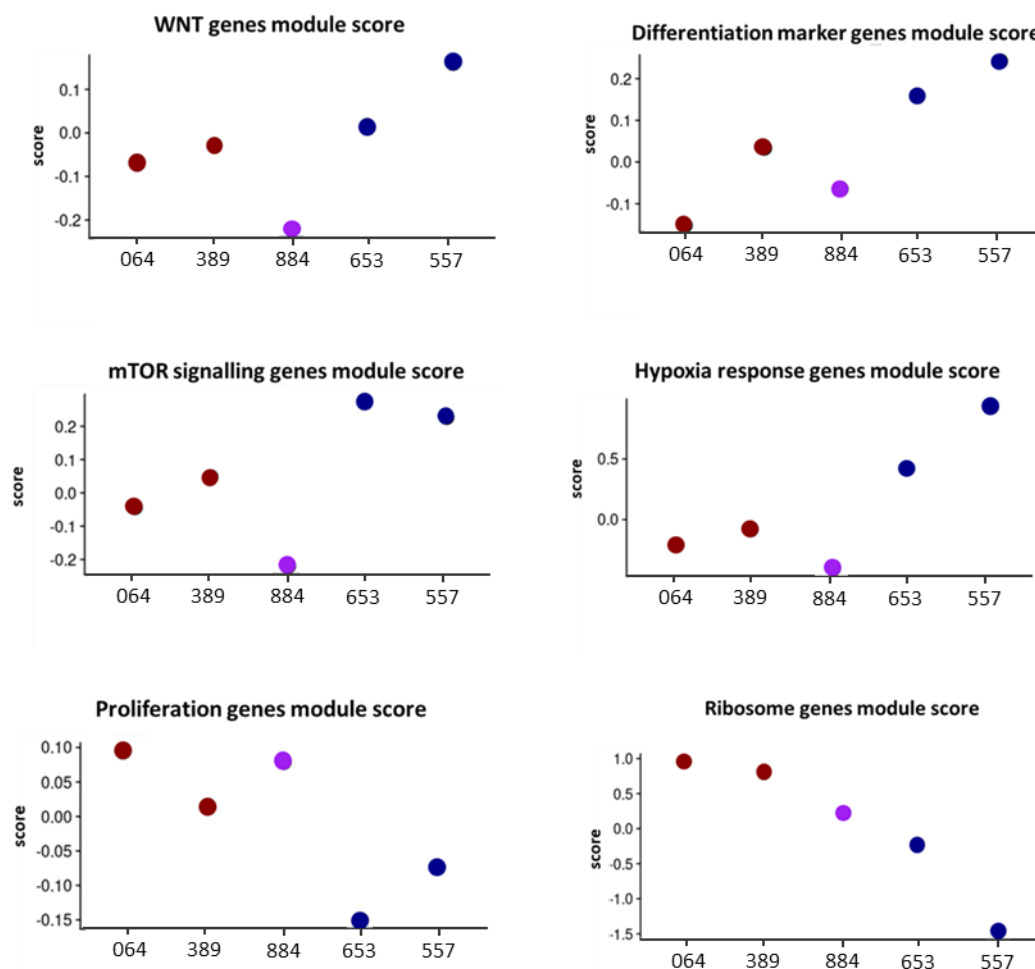 WNT genes module score
0.1
0.0
-0.1
-0.2
score
064 389 884 653 557
Differentiation marker genes module score
0.2
0.1
0.0
-0.1
score
064 389 884 653 557
mTOR signalling genes module score
0.2
0.1
0.0
-0.1
-0.2
score
064 389 884 653 557
Hypoxia response genes module score
0.5
0.0
score
064 389 884 653 557
Proliferation genes module score
0.10
0.05
0.00
-0.05
-0.10
-0.15
score
064 389 884 653 557
Ribosome genes module score
1.0
0.5
0.0
-0.5
-1.0
-1.5
score
064 389 884 653 557